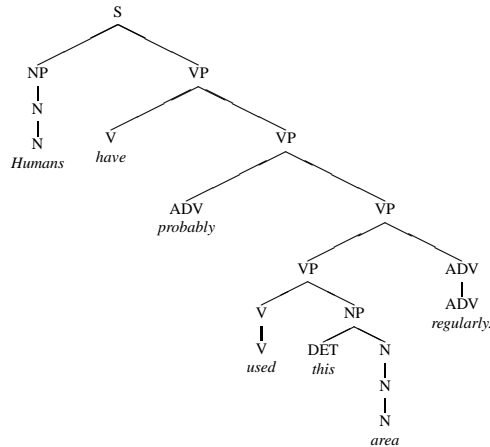 S
NP VP
N
N V VP
Humans have
ADV VP
probably
VP ADV
V NP ADV
regularly.
V DET N
used this
N
N
area